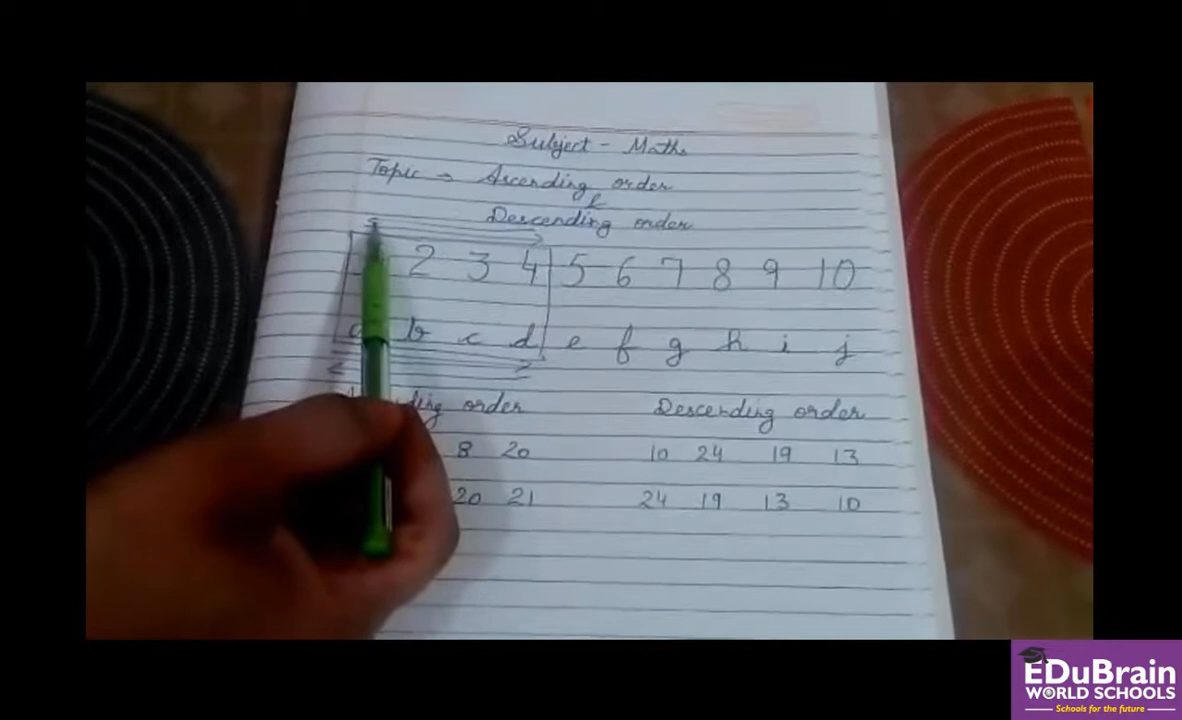 Subject - Maths
Topic → Ascending order
&
Descending order
2 3 4 5 6 7 8 9 10
a b c d e f g h i j
order Descending order
8 20 10 24 19 13
20 21 24 19 13 10
EDuBrain
WORLD SCHOOLS
Schools for the future